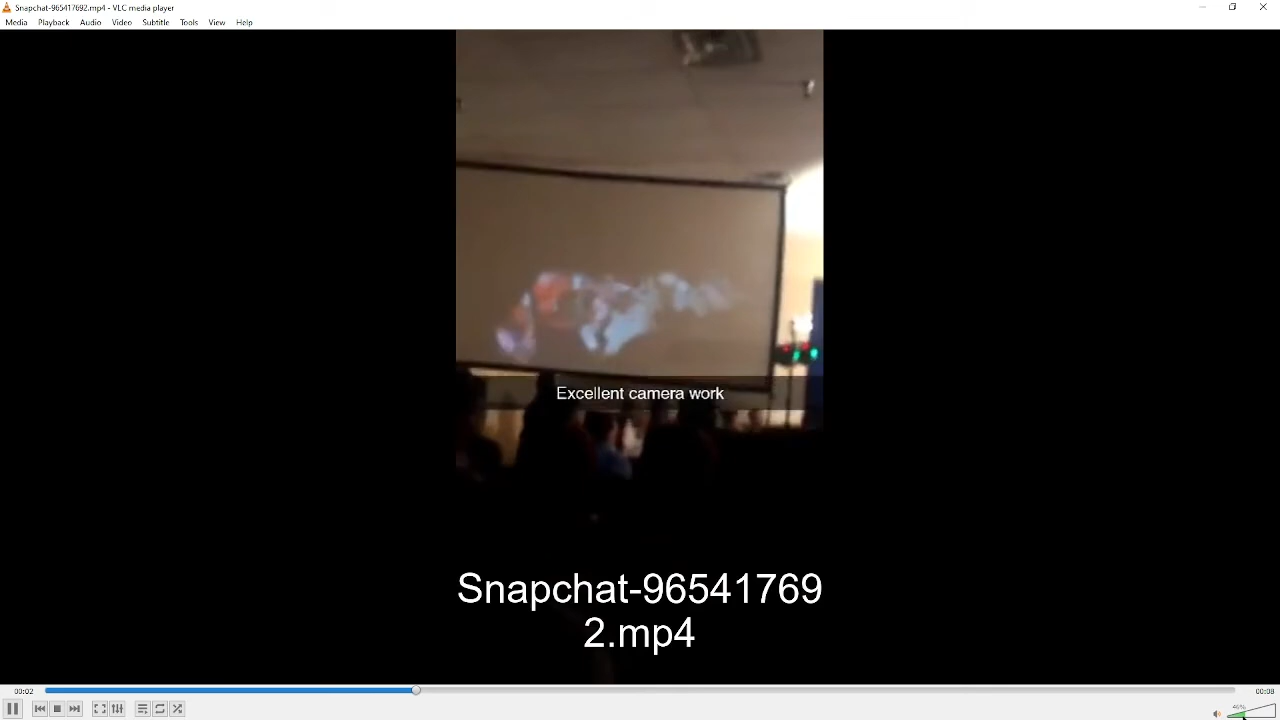 Snapchat-965417692.mp4 - VLC media player
Media Playback Audio Video Subtitle Tools View Help
Excellent camera work
Snapchat-96541769
2.mp4
00:02
00:08
46%